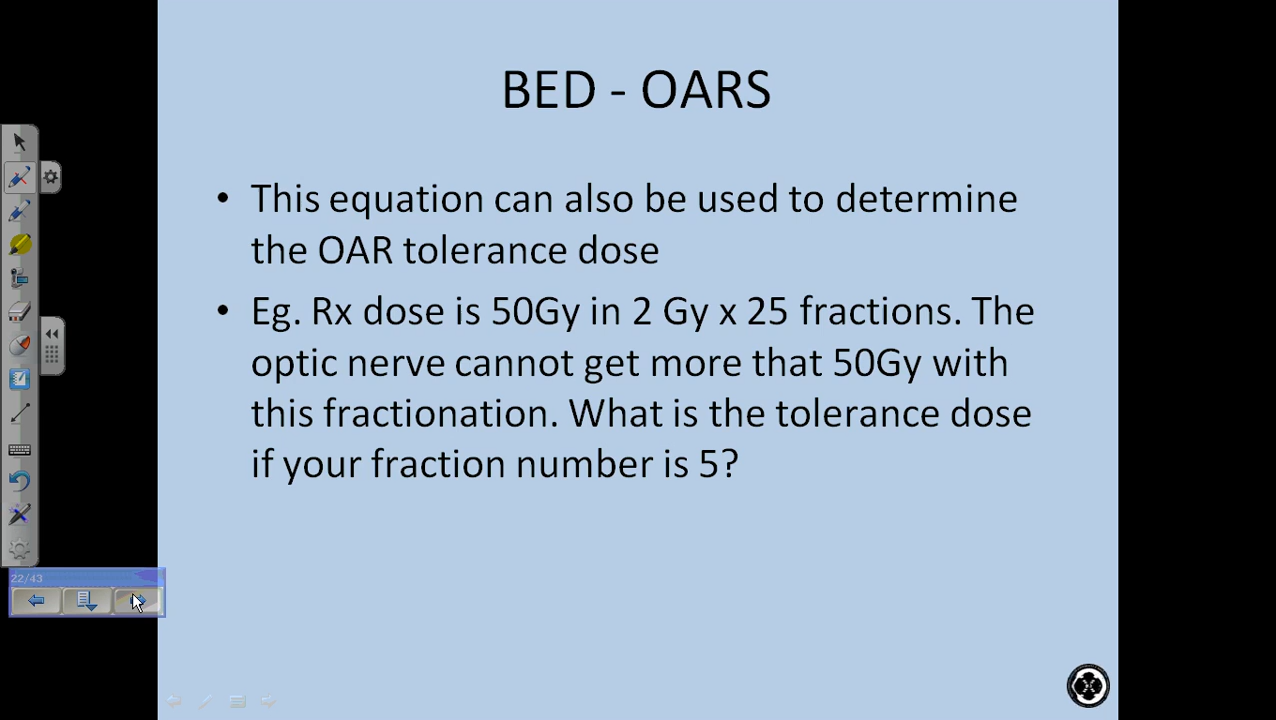 BED - OARS
• This equation can also be used to determine
the OAR tolerance dose
• Eg. Rx dose is 50Gy in 2 Gy x 25 fractions. The
optic nerve cannot get more that 50Gy with
this fractionation. What is the tolerance dose
if your fraction number is 5?
22/43